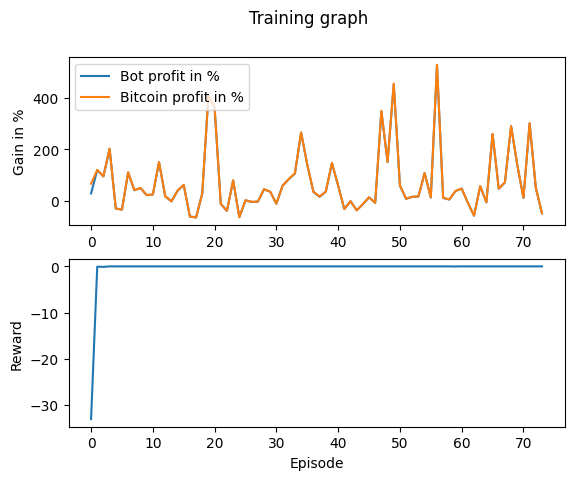 Training graph
Bot profit in %
Bitcoin profit in %
Gain in %
400
200
0
0 10 20 30 40 50 60 70
Reward
0
−10
−20
−30
0 10 20 30 40 50 60 70
Episode